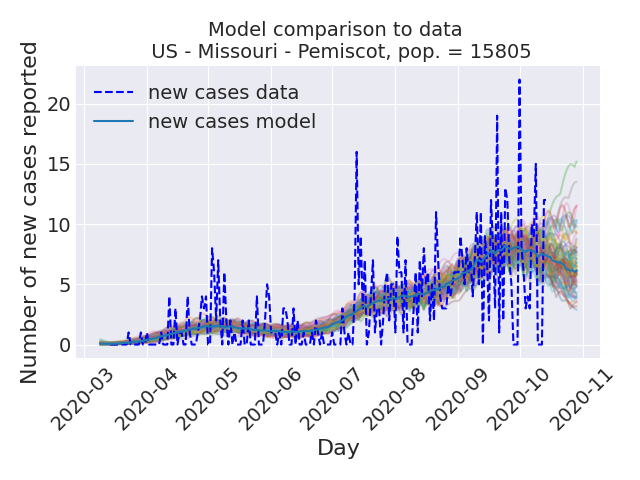 Model comparison to data
US - Missouri - Pemiscot, pop. = 15805
Number of new cases reported
20
15
10
5
0
new cases data
new cases model
2020-03
2020-04
2020-05
2020-06
2020-07
2020-08
2020-09
2020-10
2020-11
Day